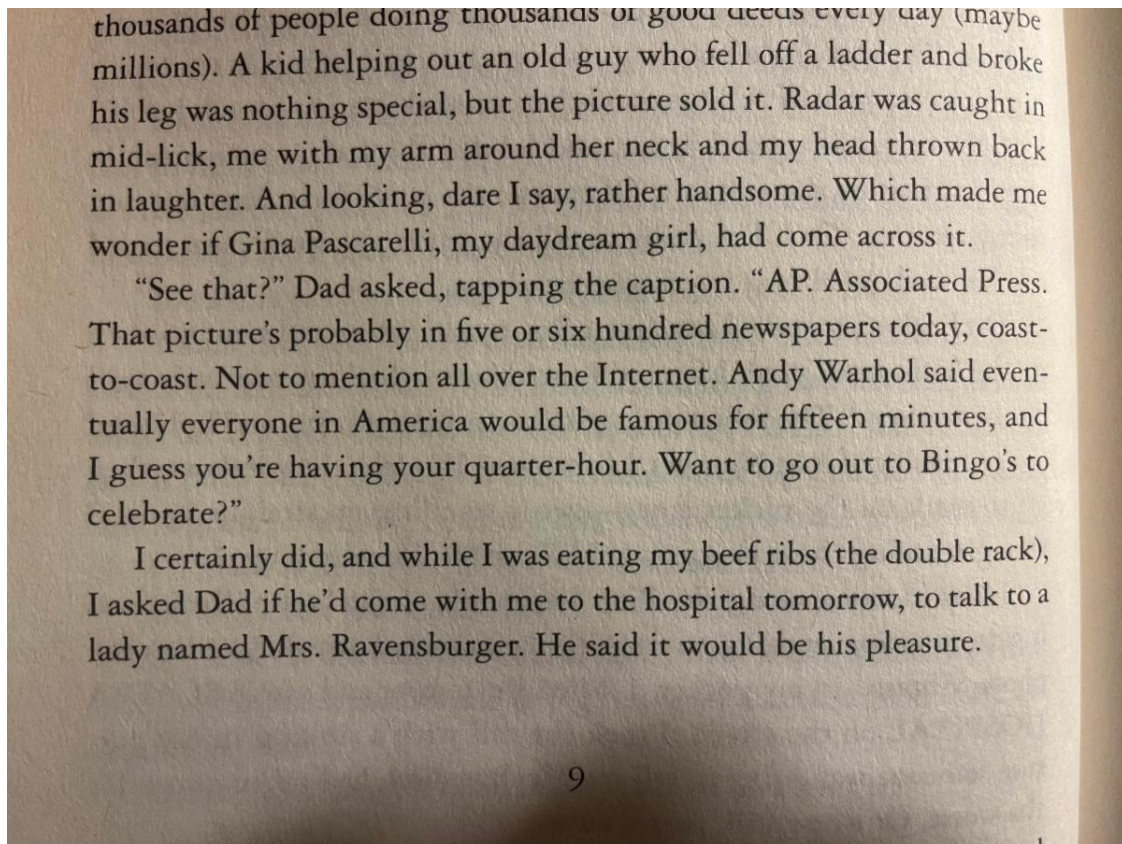 thousands of people doing thousands of good deeds every day (maybe
millions). A kid helping out an old guy who fell off a ladder and broke
his leg was nothing special, but the picture sold it. Radar was caught in
mid-lick, me with my arm around her neck and my head thrown back
in laughter. And looking, dare I say, rather handsome. Which made me
wonder if Gina Pascarelli, my daydream girl, had come across it.
“See that?” Dad asked, tapping the caption. “AP. Associated Press.
That picture’s probably in five or six hundred newspapers today, coast-
to-coast. Not to mention all over the Internet. Andy Warhol said even-
tually everyone in America would be famous for fifteen minutes, and
I guess you’re having your quarter-hour. Want to go out to Bingo’s to
celebrate?”
I certainly did, and while I was eating my beef ribs (the double rack),
I asked Dad if he’d come with me to the hospital tomorrow, to talk to a
lady named Mrs. Ravensburger. He said it would be his pleasure.
9